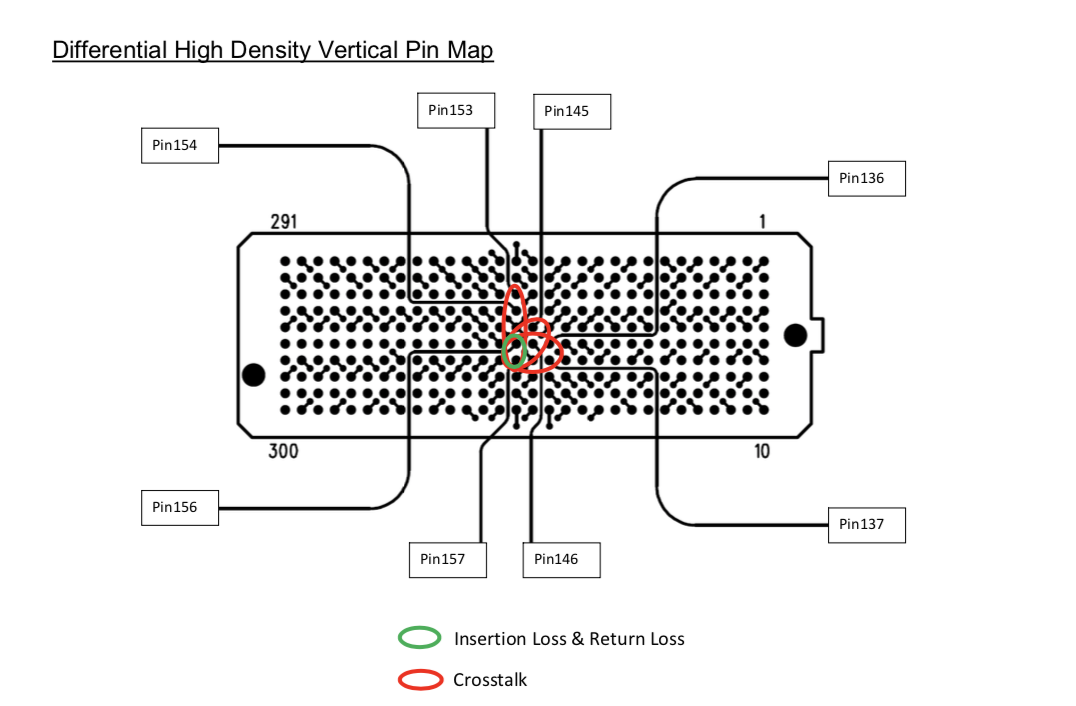 Differential High Density Vertical Pin Map
Pin153
Pin145
Pin154
Pin136
291
1
300
10
Pin156
Pin137
Pin157
Pin146
Insertion Loss & Return Loss
Crosstalk